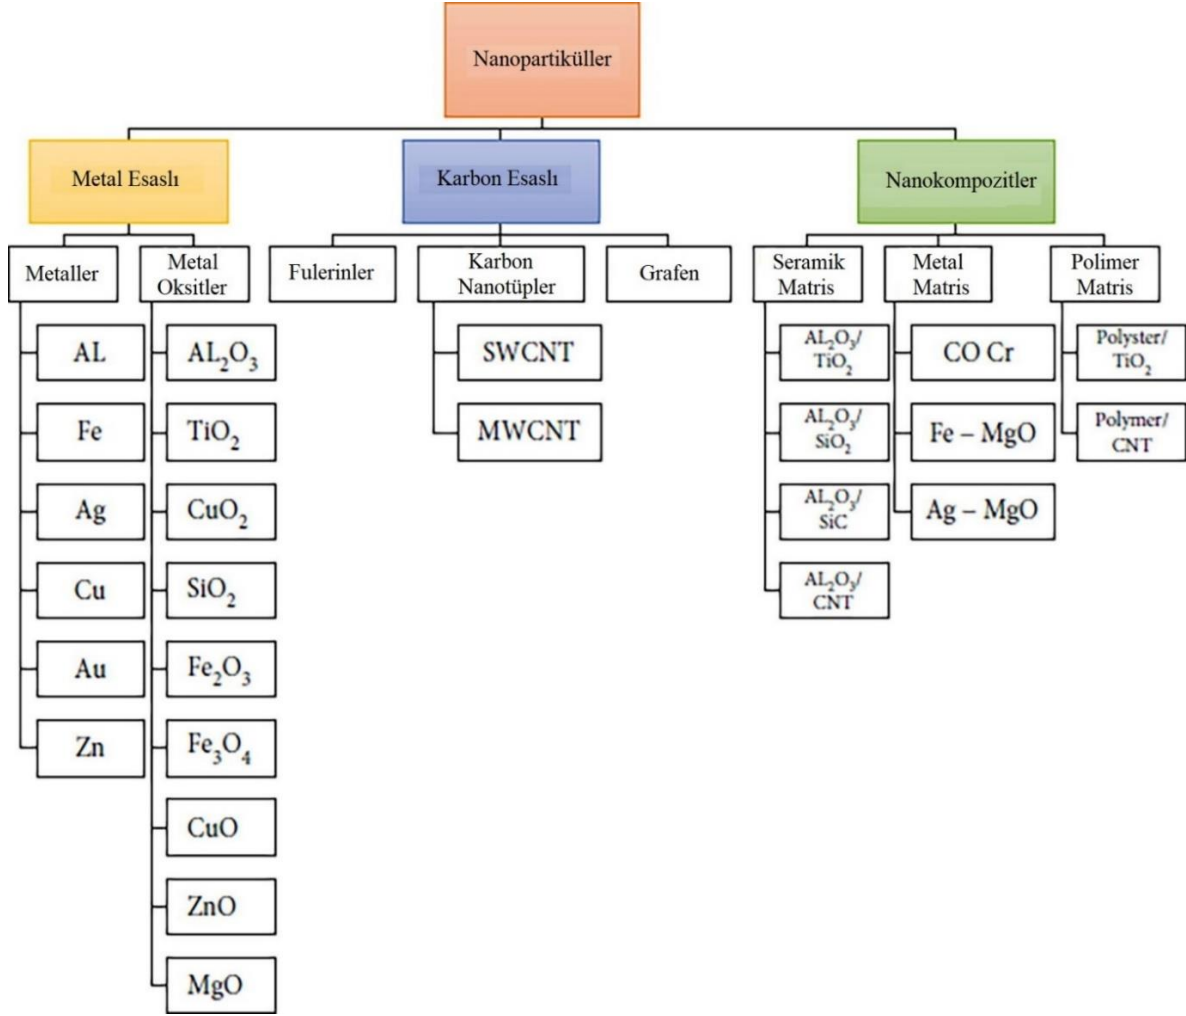 Nanopartiküller
Metal Esaslı
Karbon Esaslı
Nanokompozitler
Metaller
Metal
Oksitler
Fulerinler
Karbon
Nanotüpler
Grafen
Seramik
Matris
Metal
Matris
Polimer
Matris
AL
Fe
Ag
Cu
Au
Zn
AL₂O₃
TiO₂
CuO₂
SiO₂
Fe₂O₃
Fe₃O₄
CuO
ZnO
MgO
SWCNT
MWCNT
AL₂O₃/
TiO₂
AL₂O₃/
SiO₂
AL₂O₃/
SiC
AL₂O₃/
CNT
CO Cr
Fe – MgO
Ag – MgO
Polyster/
TiO₂
Polymer/
CNT